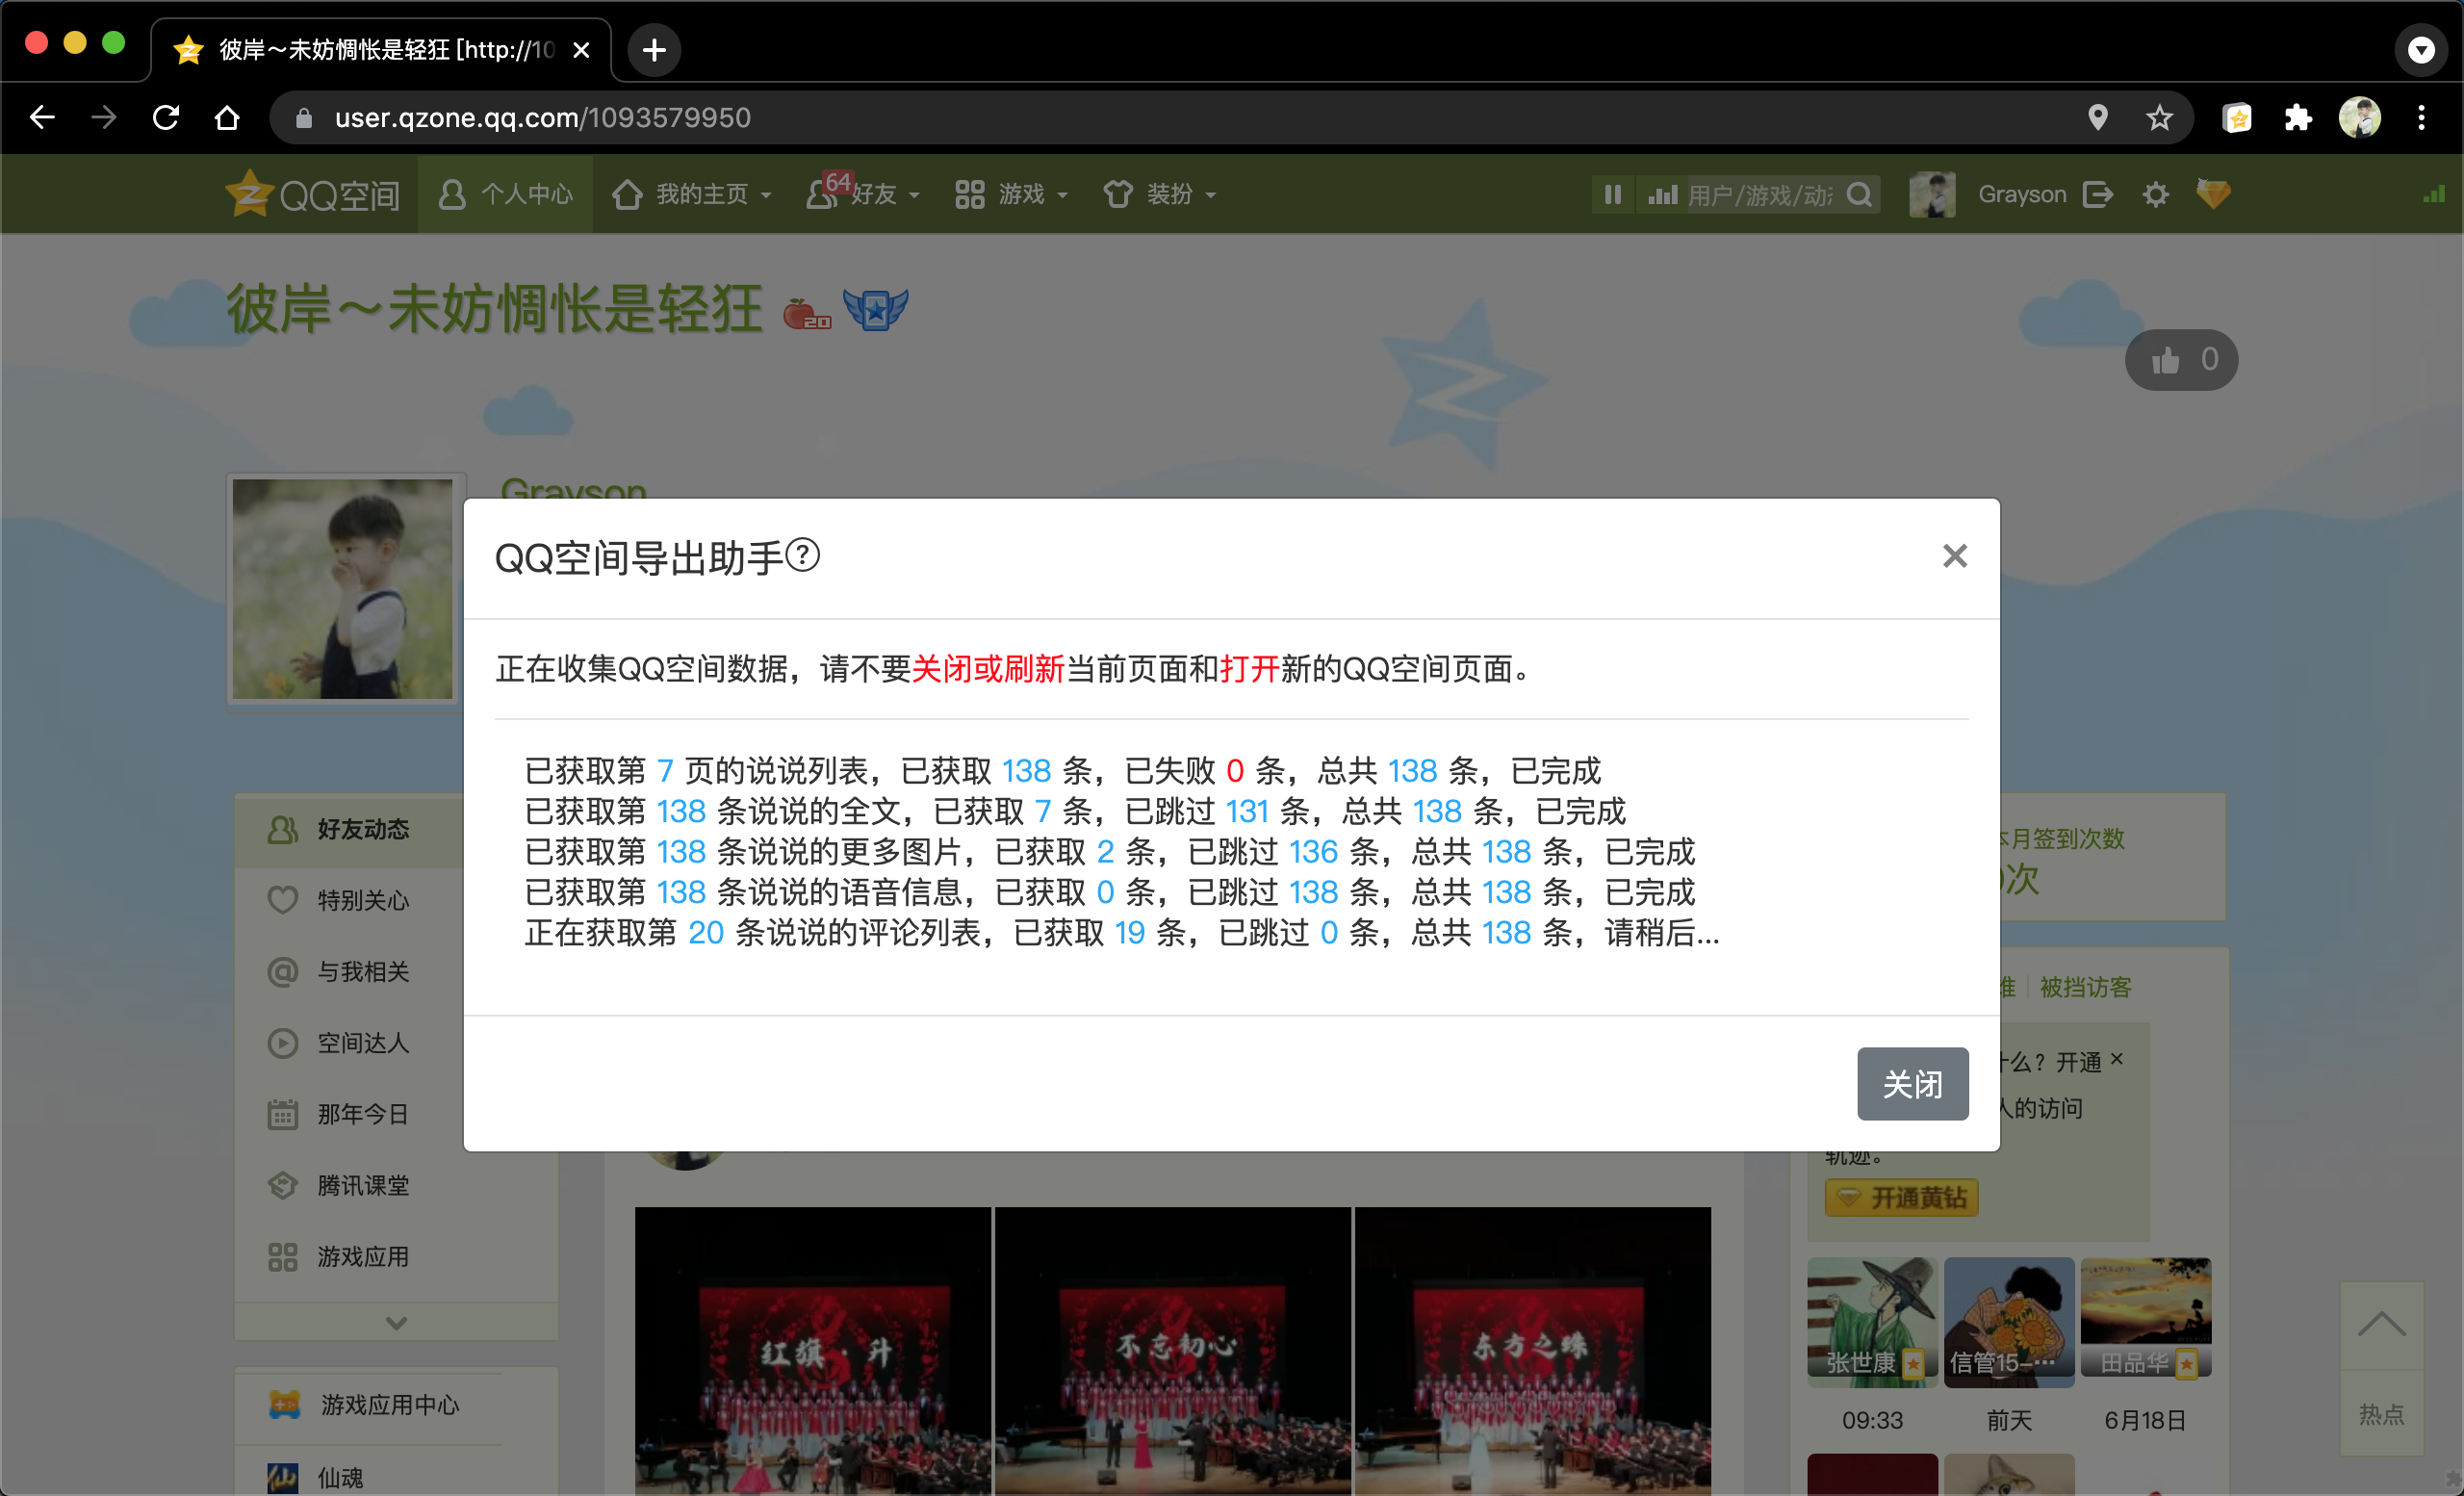 彼岸～未妨惆怅是轻狂 [http://10
user.qzone.qq.com/1093579950
QQ空间
个人中心
我的主页
64
好友
游戏
装扮
用户/游戏/动
Grayson
彼岸～未妨惆怅是轻狂
20
0
Grayson
QQ空间导出助手?
正在收集QQ空间数据，请不要关闭或刷新当前页面和打开新的QQ空间页面。
已获取第 7 页的说说列表，已获取 138 条，已失败 0 条，总共 138 条，已完成
已获取第 138 条说说的全文，已获取 7 条，已跳过 131 条，总共 138 条，已完成
已获取第 138 条说说的更多图片，已获取 2 条，已跳过 136 条，总共 138 条，已完成
已获取第 138 条说说的语音信息，已获取 0 条，已跳过 138 条，总共 138 条，已完成
正在获取第 20 条说说的评论列表，已获取 19 条，已跳过 0 条，总共 138 条，请稍后...
关闭
好友动态
特别关心
与我相关
空间达人
那年今日
腾讯课堂
游戏应用
游戏应用中心
仙魂
本月签到次数
0次
被挡访客
什么？开通
人的访问
轨迹。
开通黄钻
红旗·升
不忘初心
东方之珠
张世康
信管15-···
田品华
09:33
前天
6月18日
热点